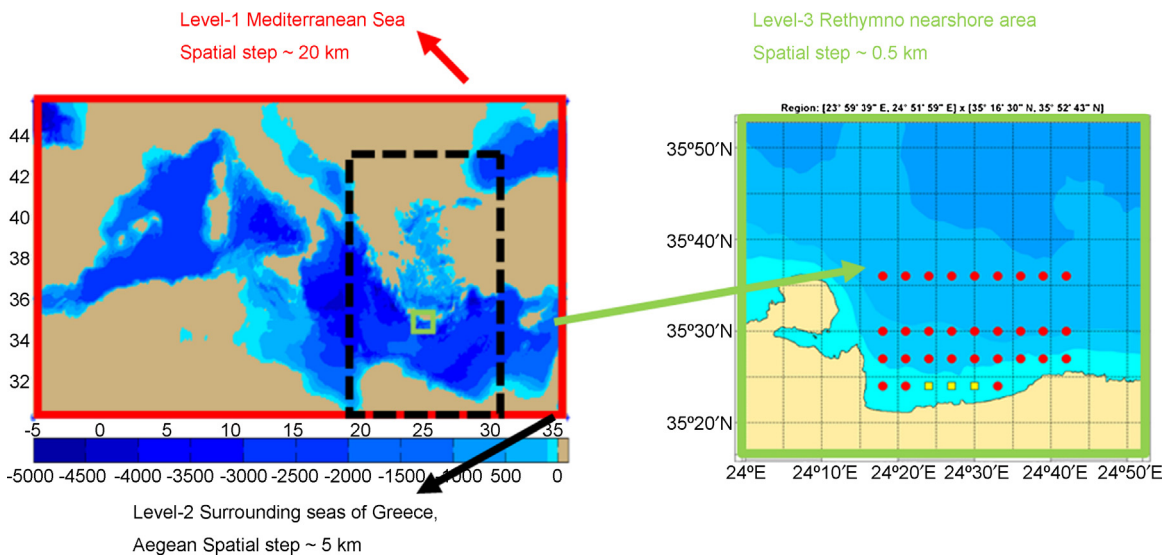 Level-1 Mediterranean Sea
Spatial step ~ 20 km
Level-3 Rethymno nearshore area
Spatial step ~ 0.5 km
Region: [23° 59' 39" E, 24° 51' 59" E] x [35° 16' 30" N, 35° 52' 43" N]
44
42
40
38
36
34
32
-5 0 5 10 15 20 25 30 35
-5000 -4000 -3500 -3000 -2500 -2000 -1500 -1000 -500 0
35º50'N
35º40'N
35º30'N
35º20'N
24ºE 24º10'E 24º20'E 24º30'E 24º40'E 24º50'E
Level-2 Surrounding seas of Greece,
Aegean Spatial step ~ 5 km